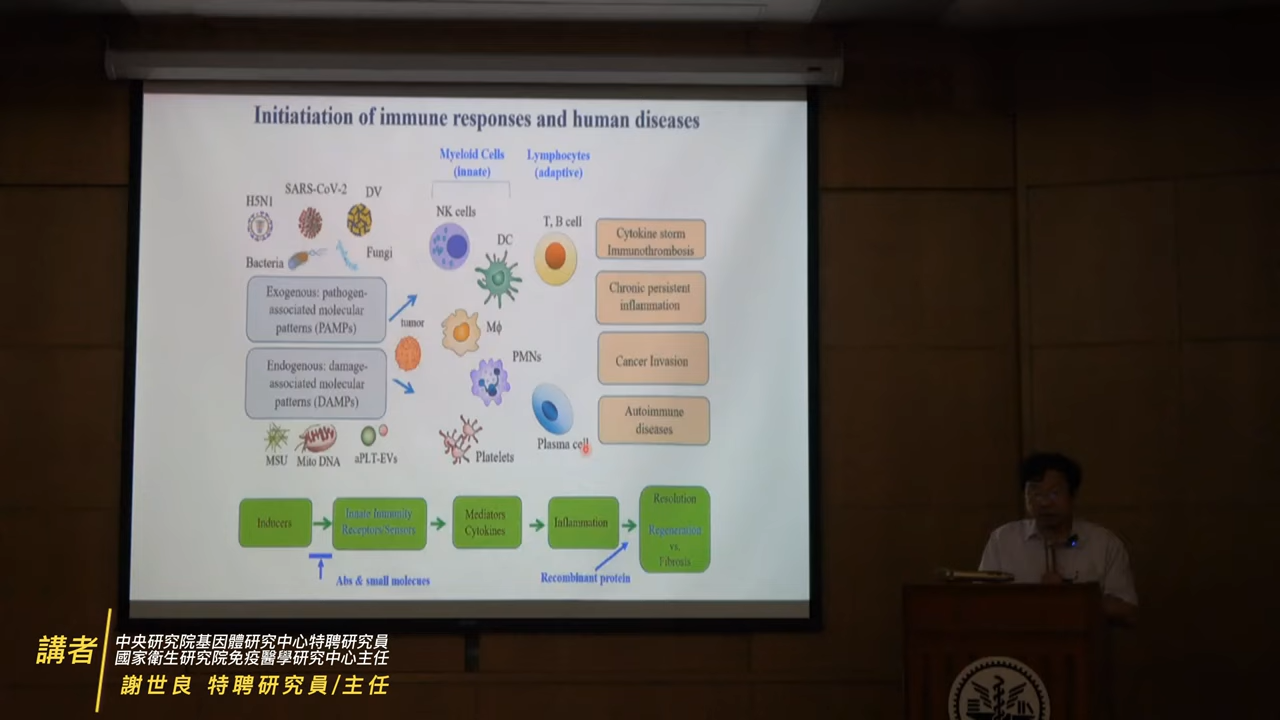 Initiatiation of immune responses and human diseases
Myeloid Cells
(innate)
Lymphocytes
(adaptive)
H5N1
SARS-CoV-2
DV
Bacteria
Fungi
NK cells
DC
T, B cell
Exogenous: pathogen-
associated molecular
patterns (PAMPs)
tumor
Mϕ
PMNs
Endogenous: damage-
associated molecular
patterns (DAMPs)
MSU
Mito DNA
aPLT-EVs
Platelets
Plasma cell
Cytokine storm
Immunothrombosis
Chronic persistent
inflammation
Cancer Invasion
Autoimmune
diseases
Inducers
Innate Immunity
Receptors/Sensors
Mediators
Cytokines
Inflammation
Resolution
Regeneration
vs.
Fibrosis
Abs & small molecues
Recombinant protein
講者
中央研究院基因體研究中心特聘研究員
國家衛生研究院免疫醫學研究中心主任
謝世良 特聘研究員/主任